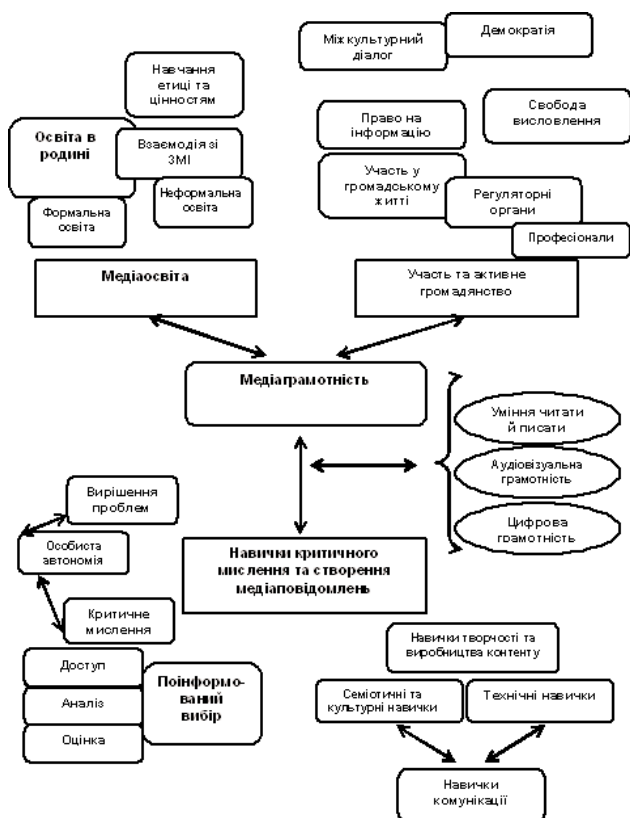 Міжкультурний
діалог
Демократія
Навчання
етиці та
цінностям
Свобода
висловлення
Право на
інформацію
Освіта в
родині
Взаємодія зі
ЗМІ
Участь у
громадському
житті
Неформальна
освіта
Регуляторні
органи
Формальна
освіта
Професіонали
Медіаосвіта
Участь та активне
громадянство
Медіаграмотність
Уміння читати
й писати
Аудіовізуальна
грамотність
Цифрова
грамотність
Вирішення
проблем
Особиста
автономія
Навички критичного
мислення та створення
медіаповідомлень
Критичне
мислення
Доступ
Аналіз
Оцінка
Поінформо-
ваний
вибір
Навички творчості та
виробництва контенту
Семіотичні та
культурні навички
Технічні навички
Навички
комунікації